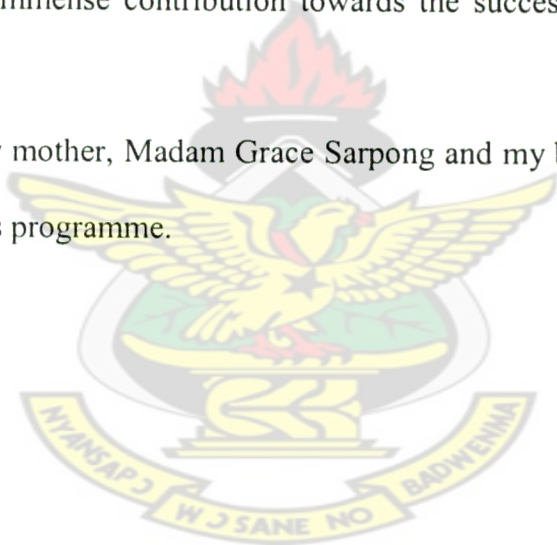 immense contribution towards the succes
mother, Madam Grace Sarpong and my
programme.
NYANSAPƆ WƆSANE NO BADWENMA